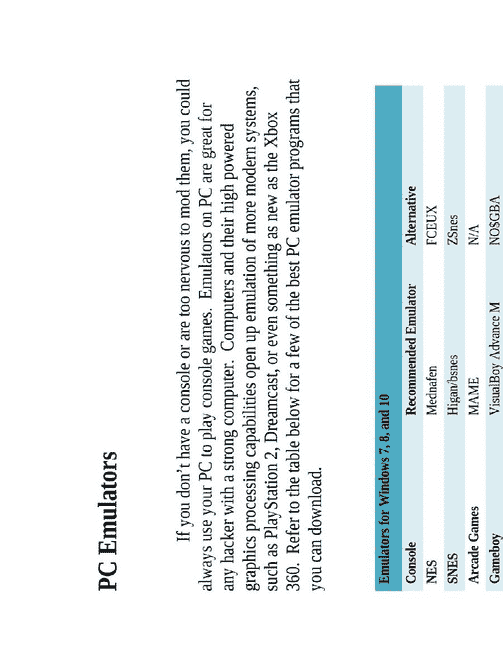 PC Emulators
If you don't have a console or are too nervous to mod them, you could
always use your PC to play console games.  Emulators on PC are great for
any hacker with a strong computer.  Computers and their high powered
graphics processing capabilities open up emulation of more modern systems,
such as PlayStation 2, Dreamcast, or even something as new as the Xbox
360.  Refer to the table below for a few of the best PC emulator programs that
you can download.
Emulators for Windows 7, 8, and 10
Console Recommended Emulator Alternative
NES Mednafen FCEUX
SNES Higan/bsnes ZSnes
Arcade Games MAME N/A
Gameboy VisualBoy Advance M NOSGBA